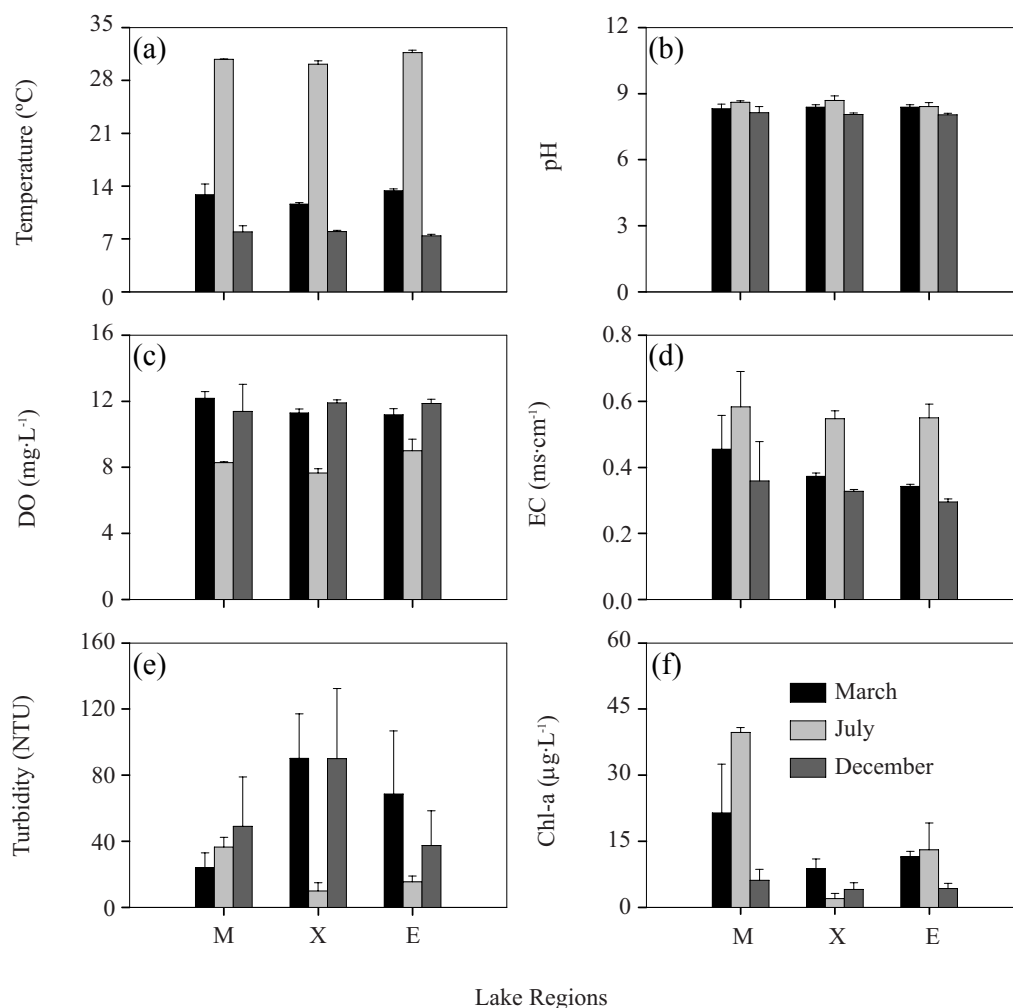 (a)
Temperature (ºC)
35
28
21
14
7
0
(b)
pH
12
9
6
3
0
(c)
DO (mg·L⁻¹)
16
12
8
4
0
(d)
EC (ms·cm⁻¹)
0.8
0.6
0.4
0.2
0.0
(e)
Turbidity (NTU)
160
120
80
40
0
M X E
(f)
Chl-a (µg·L⁻¹)
60
45
30
15
0
March
July
December
M X E
Lake Regions